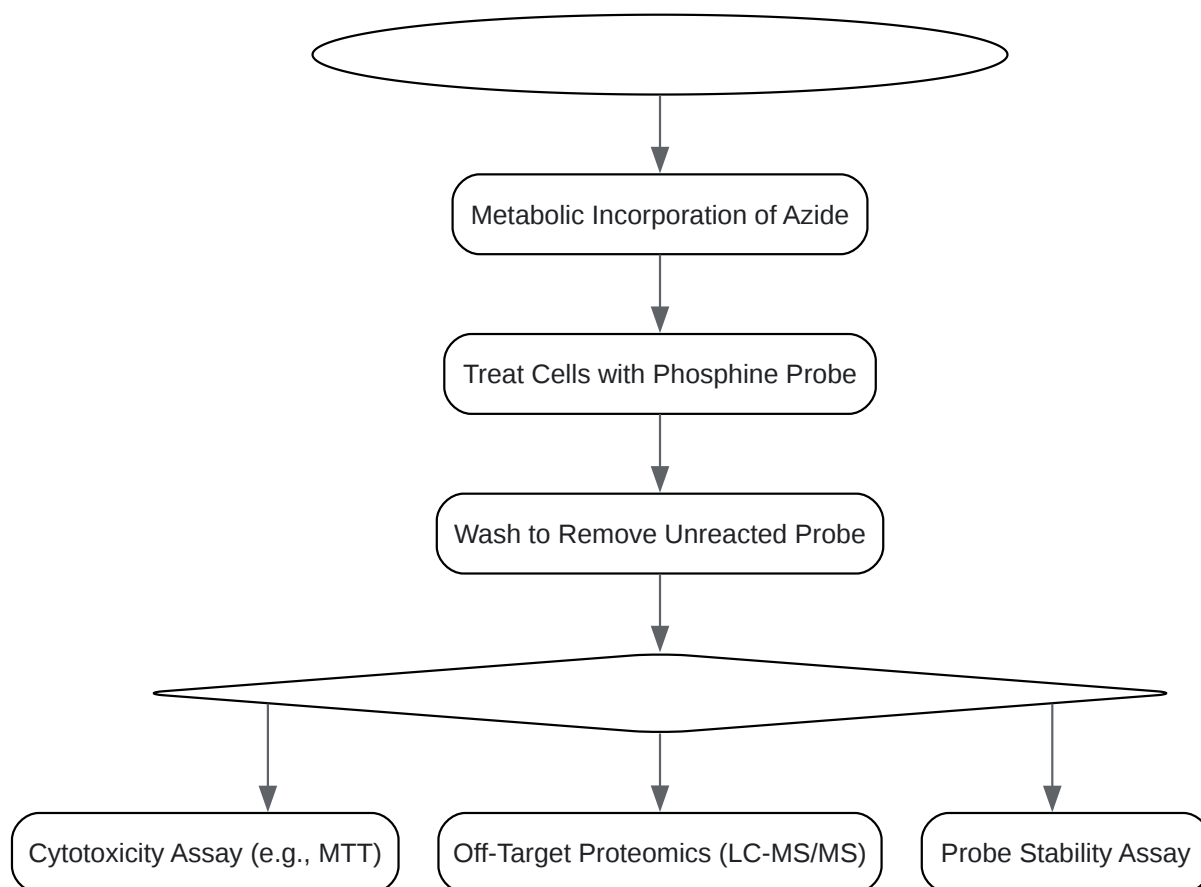 Metabolic Incorporation of Azide
Treat Cells with Phosphine Probe
Wash to Remove Unreacted Probe
Cytotoxicity Assay (e.g., MTT)
Off-Target Proteomics (LC-MS/MS)
Probe Stability Assay